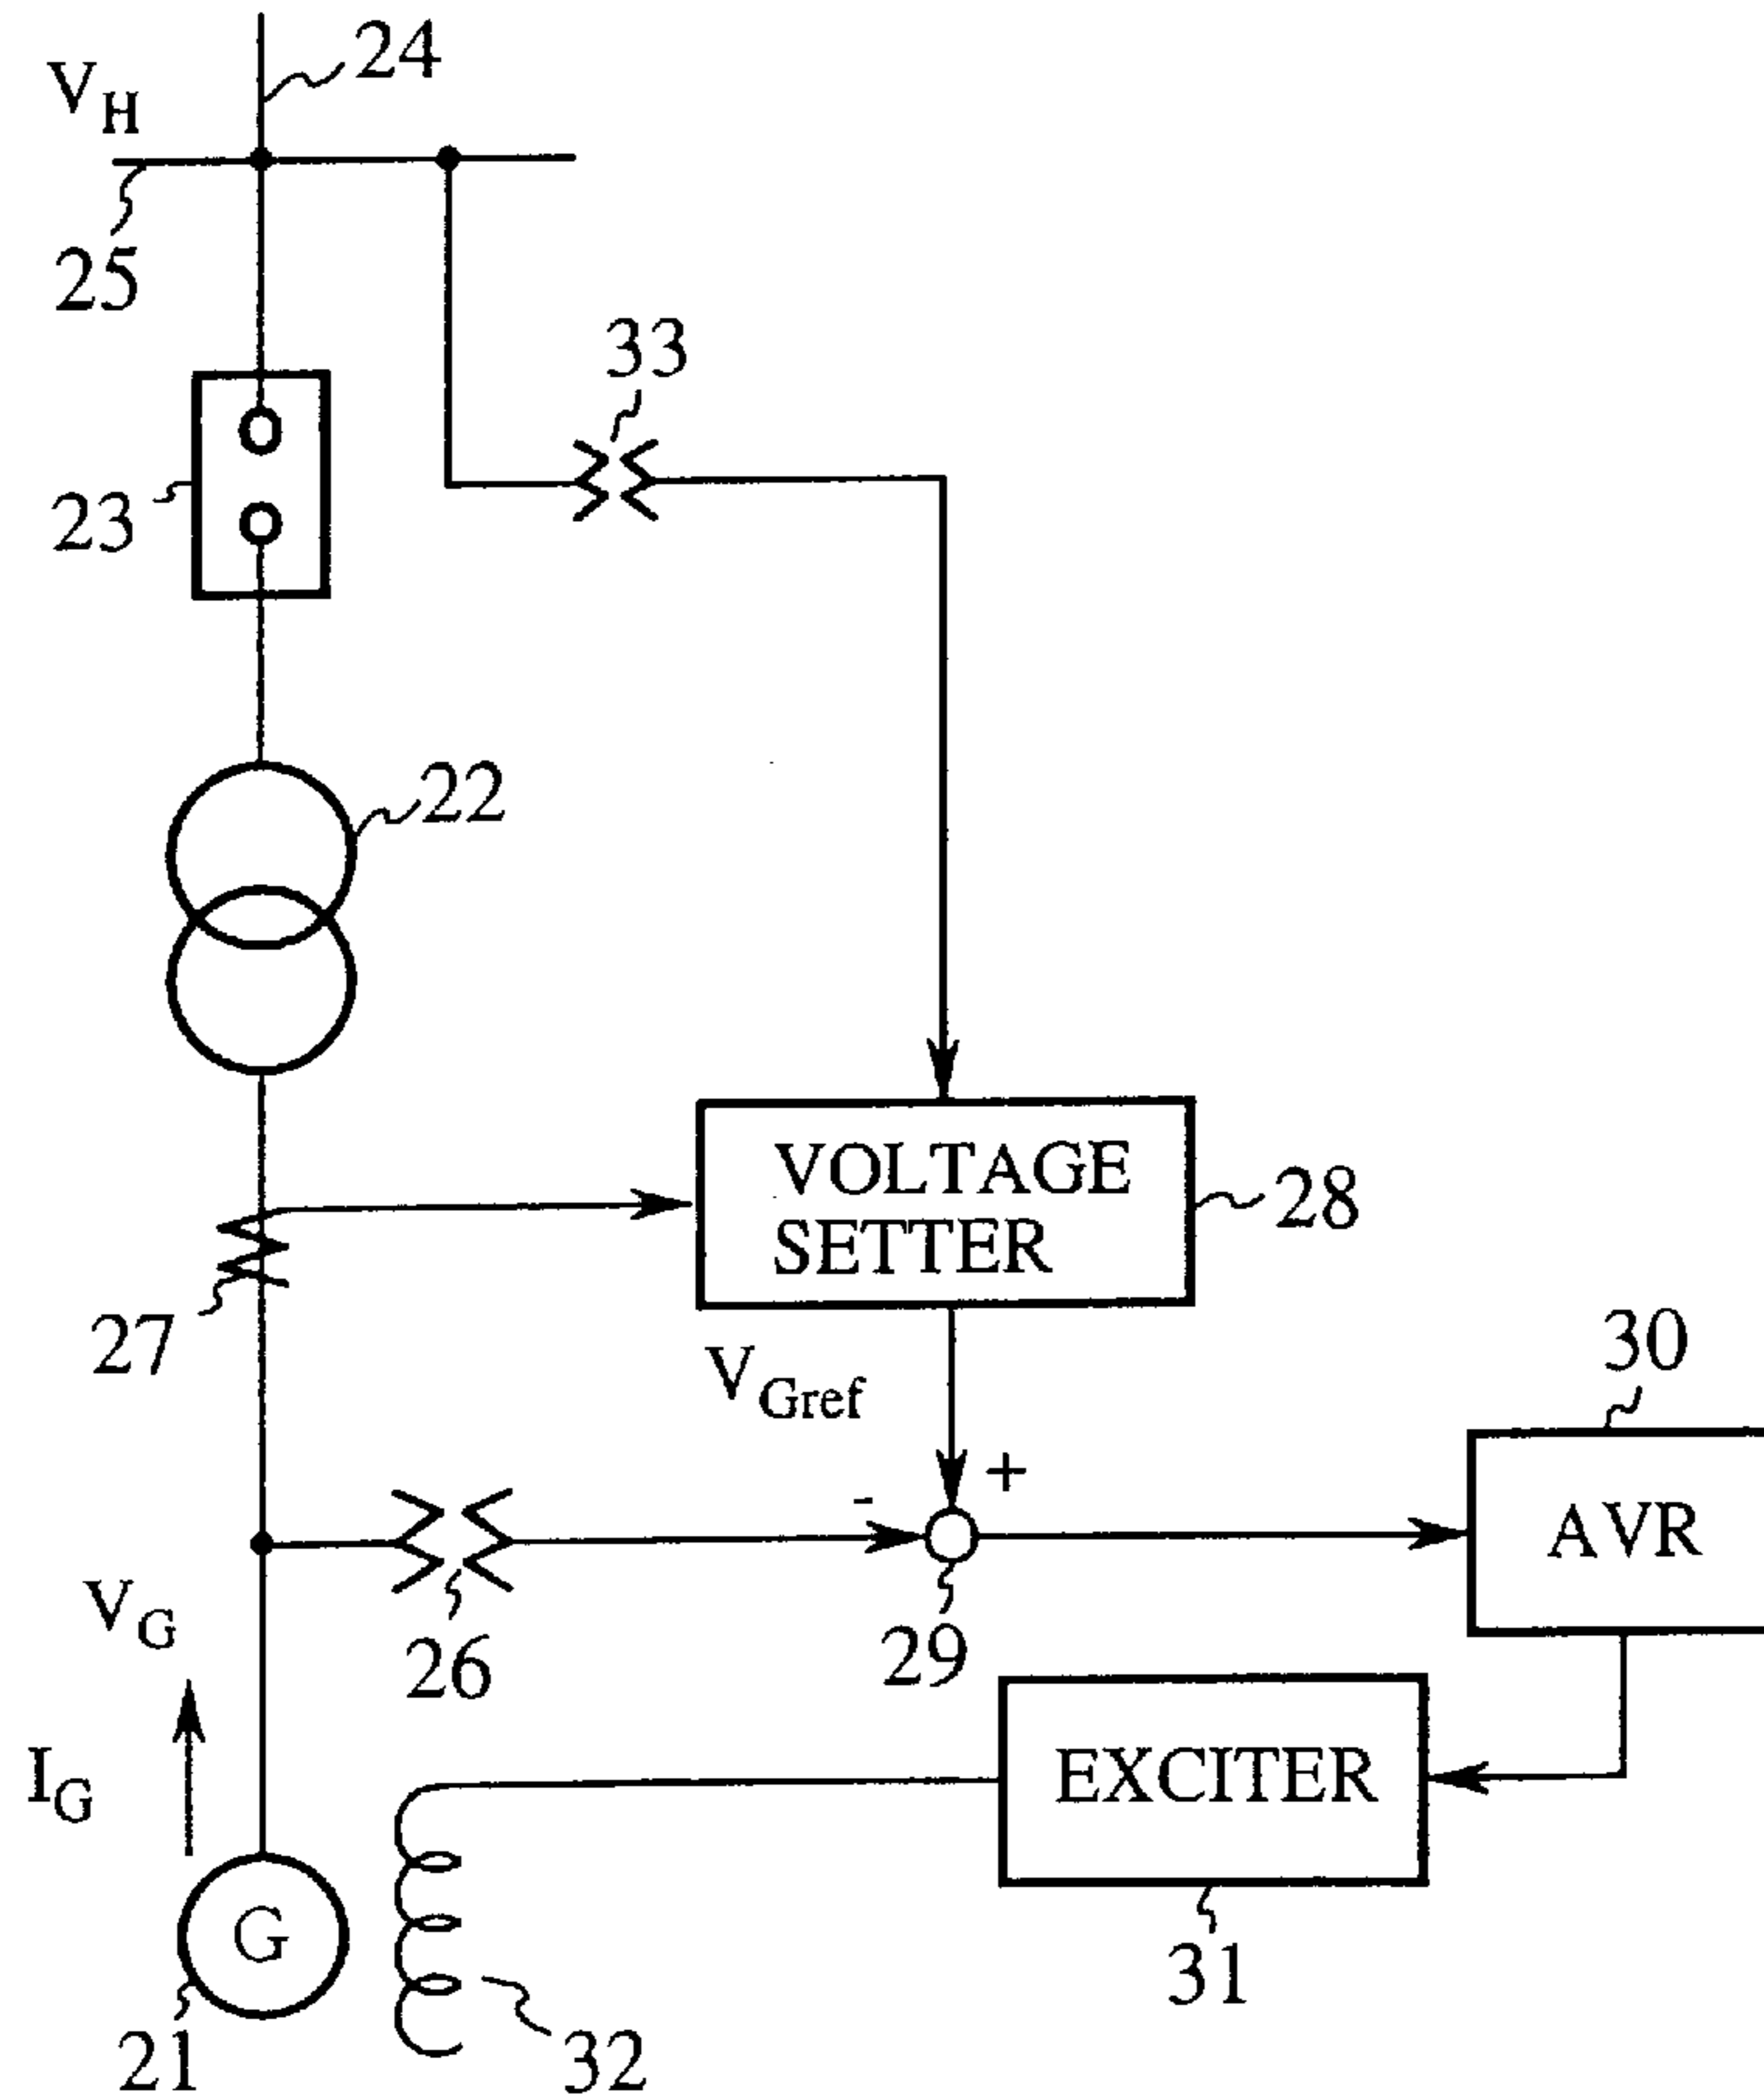 24
V_H
25
33
23
22
VOLTAGE
SETTER
28
27
V_Gref
30
+
-
AVR
V_G
26
29
I_G
EXCITER
G
31
21
32